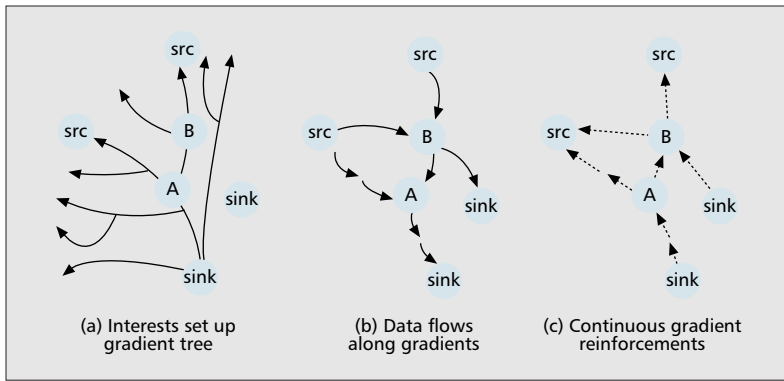 src
src
B
A
sink
sink
(a) Interests set up
gradient tree
src
src
B
A
sink
sink
(b) Data flows
along gradients
src
src
B
A
sink
sink
(c) Continuous gradient
reinforcements